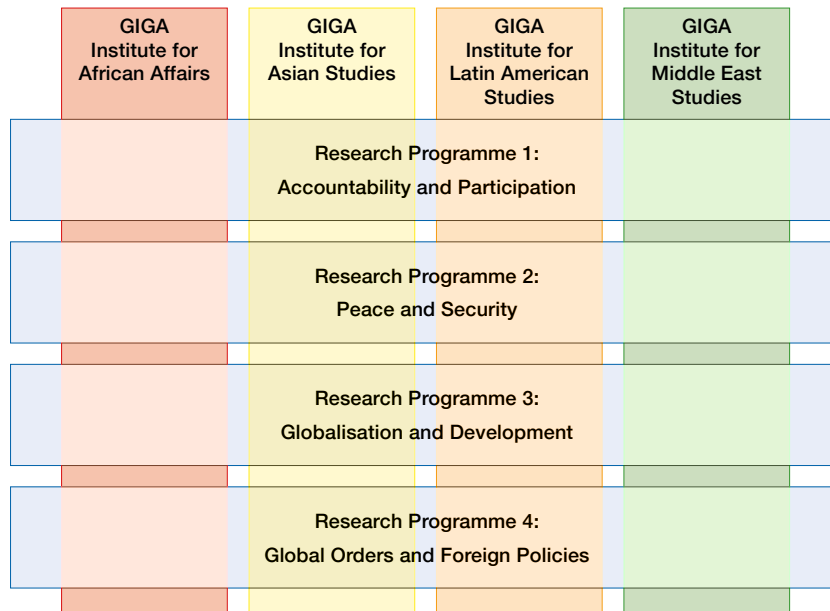 GIGA
Institute for
African Affairs
GIGA
Institute for
Asian Studies
GIGA
Institute for
Latin American
Studies
GIGA
Institute for
Middle East
Studies
Research Programme 1:
Accountability and Participation
Research Programme 2:
Peace and Security
Research Programme 3:
Globalisation and Development
Research Programme 4:
Global Orders and Foreign Policies